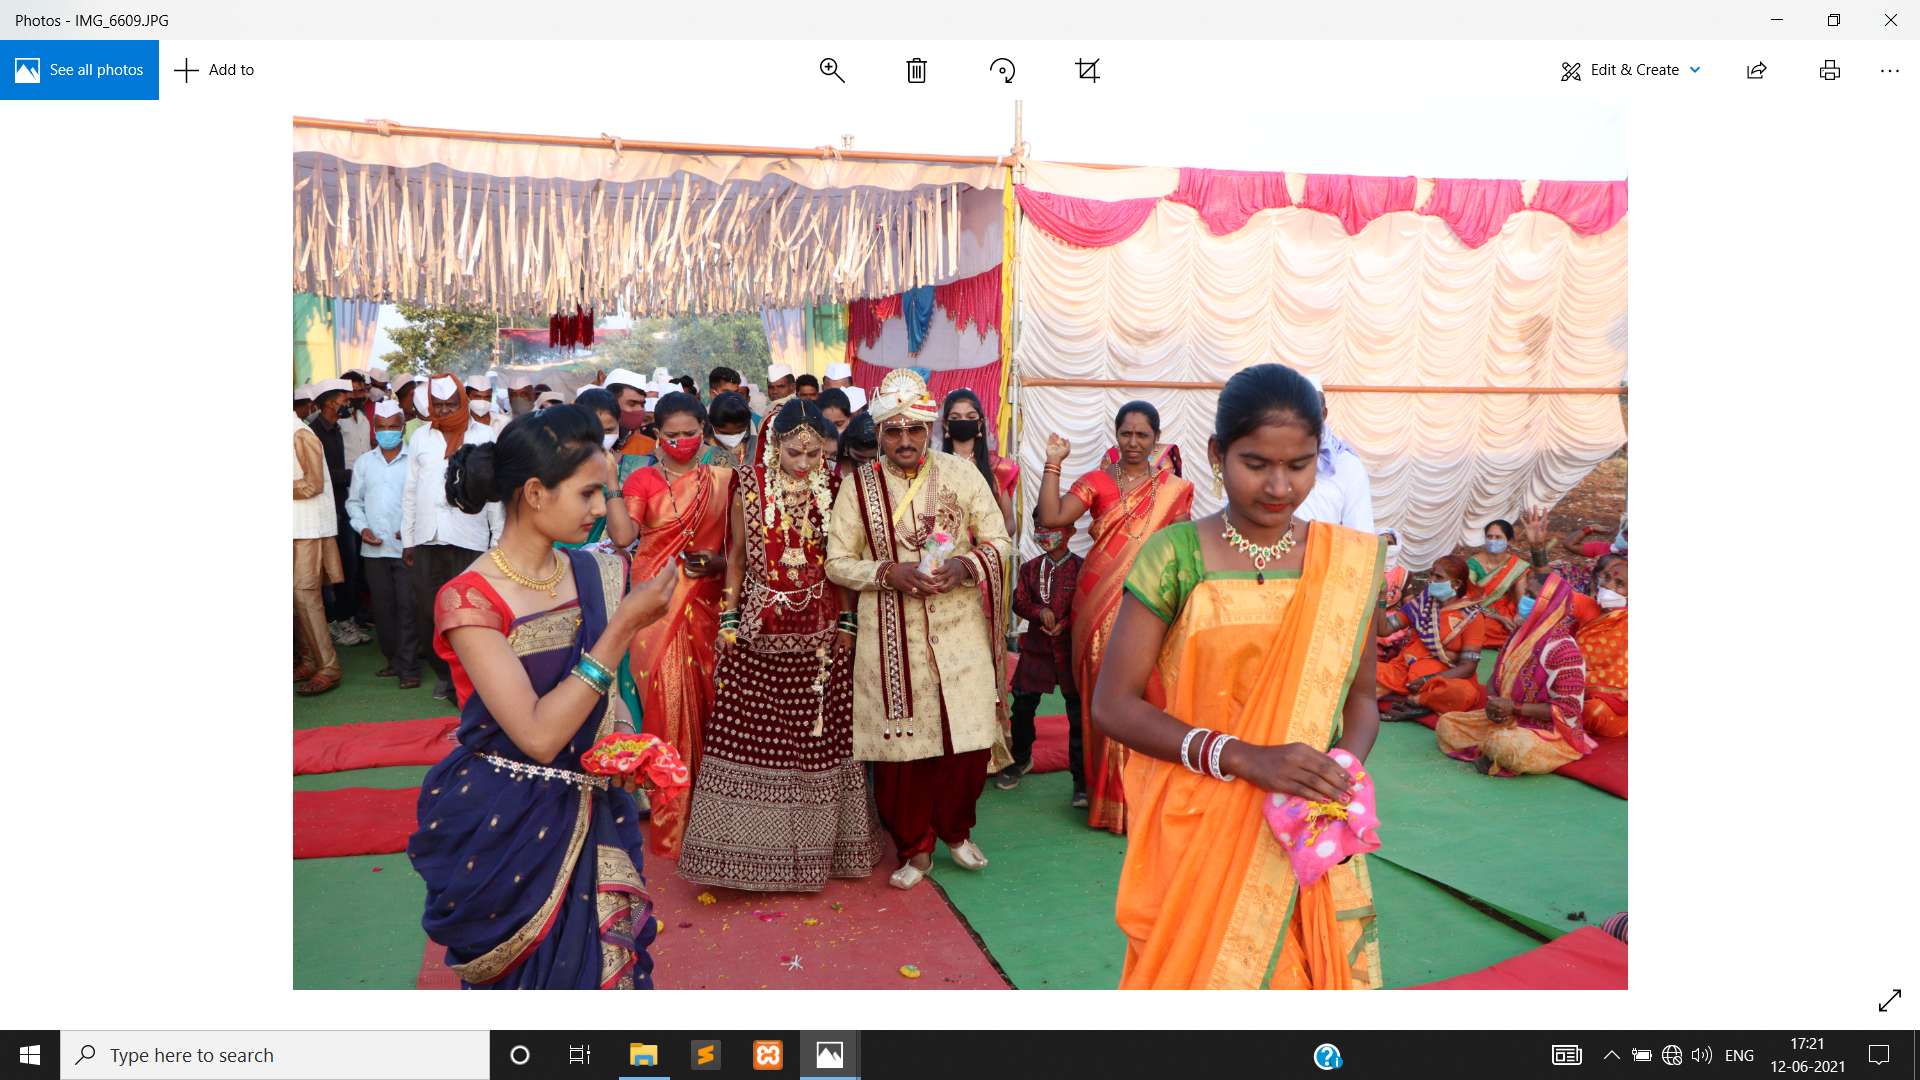 Photos - IMG_6609.JPG
See all photos
Add to
Edit & Create
Type here to search
ENG
17:21
12-06-2021